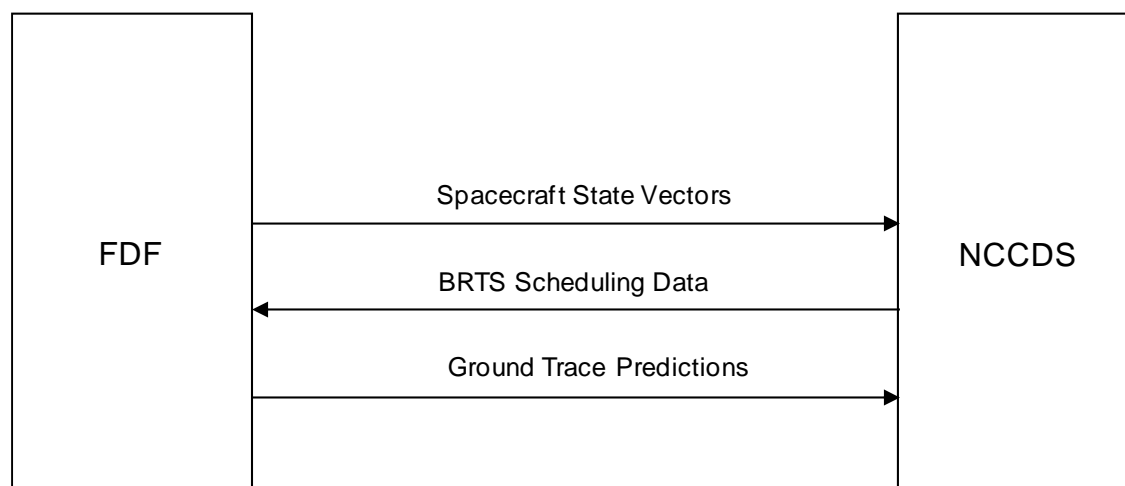 Spacecraft State Vectors
FDF
NCCDS
BRTS Scheduling Data
Ground Trace Predictions